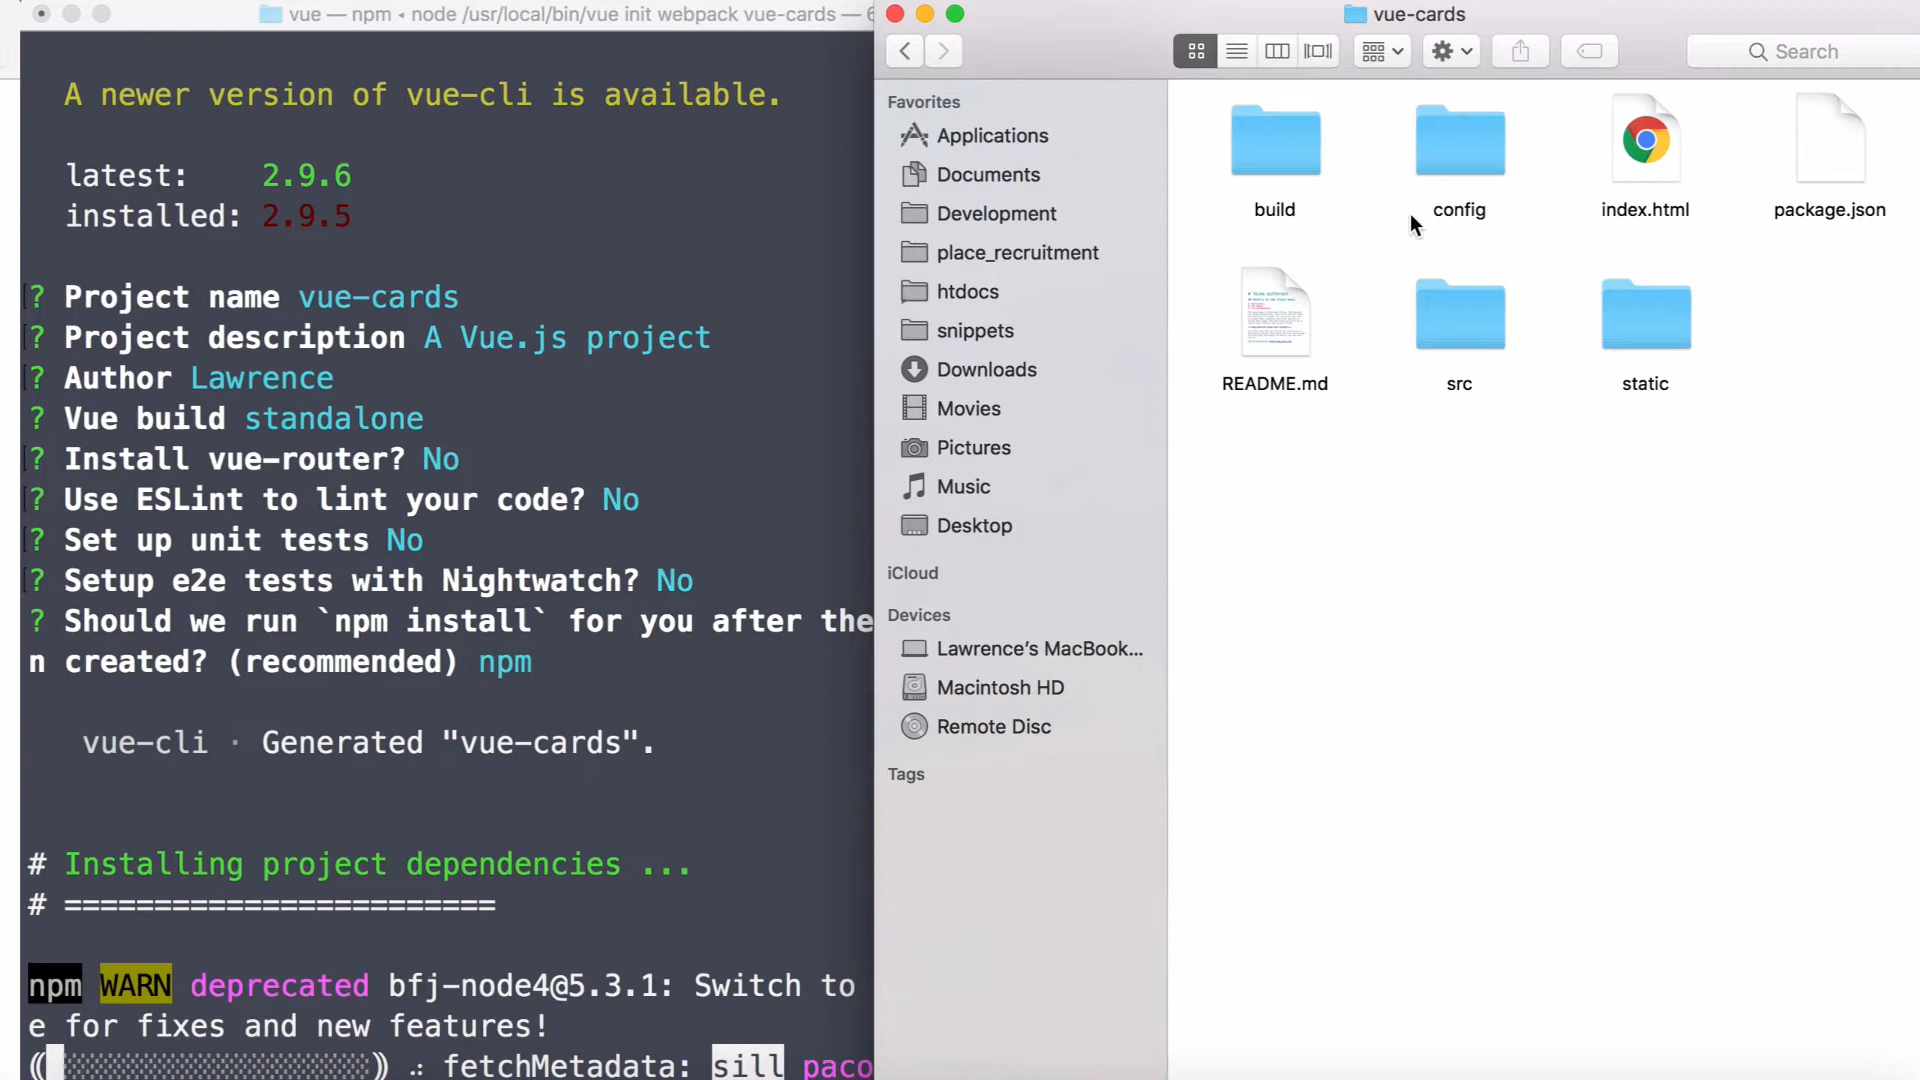 vue — npm ◂ node /usr/local/bin/vue init webpack vue-cards — 6
A newer version of vue-cli is available.
latest: 2.9.6
installed: 2.9.5
? Project name vue-cards
? Project description A Vue.js project
? Author Lawrence
? Vue build standalone
? Install vue-router? No
? Use ESLint to lint your code? No
? Set up unit tests No
? Setup e2e tests with Nightwatch? No
? Should we run `npm install` for you after the
n created? (recommended) npm
vue-cli · Generated "vue-cards".
# Installing project dependencies ...
# ========================
npm WARN deprecated bfj-node4@5.3.1: Switch to
e for fixes and new features!
fetchMetadata: sill paco
vue-cards
Search
Favorites
Applications
Documents
Development
place_recruitment
htdocs
snippets
Downloads
Movies
Pictures
Music
Desktop
iCloud
Devices
Lawrence's MacBook...
Macintosh HD
Remote Disc
Tags
build
config
index.html
package.json
README.md
src
static